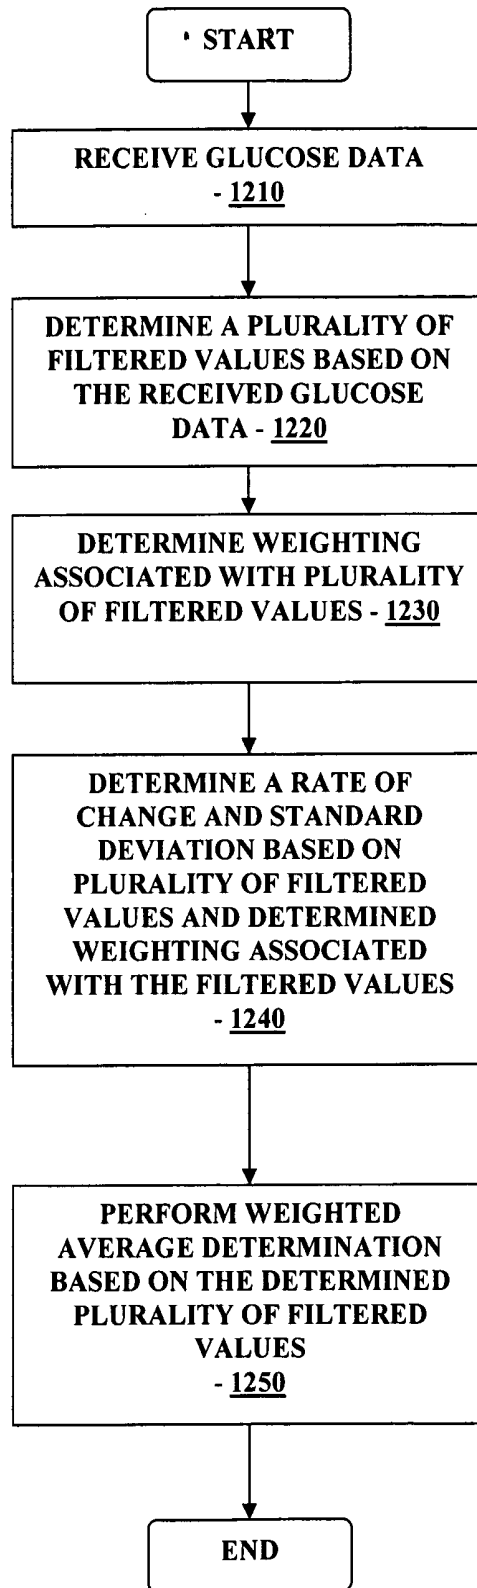 START
RECEIVE GLUCOSE DATA
- 1210
DETERMINE A PLURALITY OF
FILTERED VALUES BASED ON
THE RECEIVED GLUCOSE
DATA - 1220
DETERMINE WEIGHTING
ASSOCIATED WITH PLURALITY
OF FILTERED VALUES - 1230
DETERMINE A RATE OF
CHANGE AND STANDARD
DEVIATION BASED ON
PLURALITY OF FILTERED
VALUES AND DETERMINED
WEIGHTING ASSOCIATED
WITH THE FILTERED VALUES
- 1240
PERFORM WEIGHTED
AVERAGE DETERMINATION
BASED ON THE DETERMINED
PLURALITY OF FILTERED
VALUES
- 1250
END